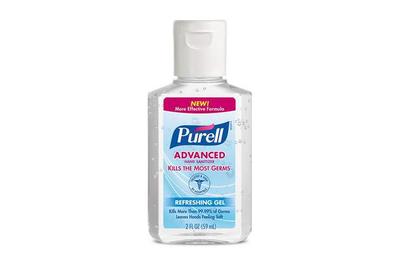 NEW!
More Effective Formula
Purell
ADVANCED
HAND SANITIZER
KILLS THE MOST GERMS
REFRESHING GEL
Kills More Than 99.99% of Germs
Leaves Hands Feeling Soft
2 FL OZ (59 mL)